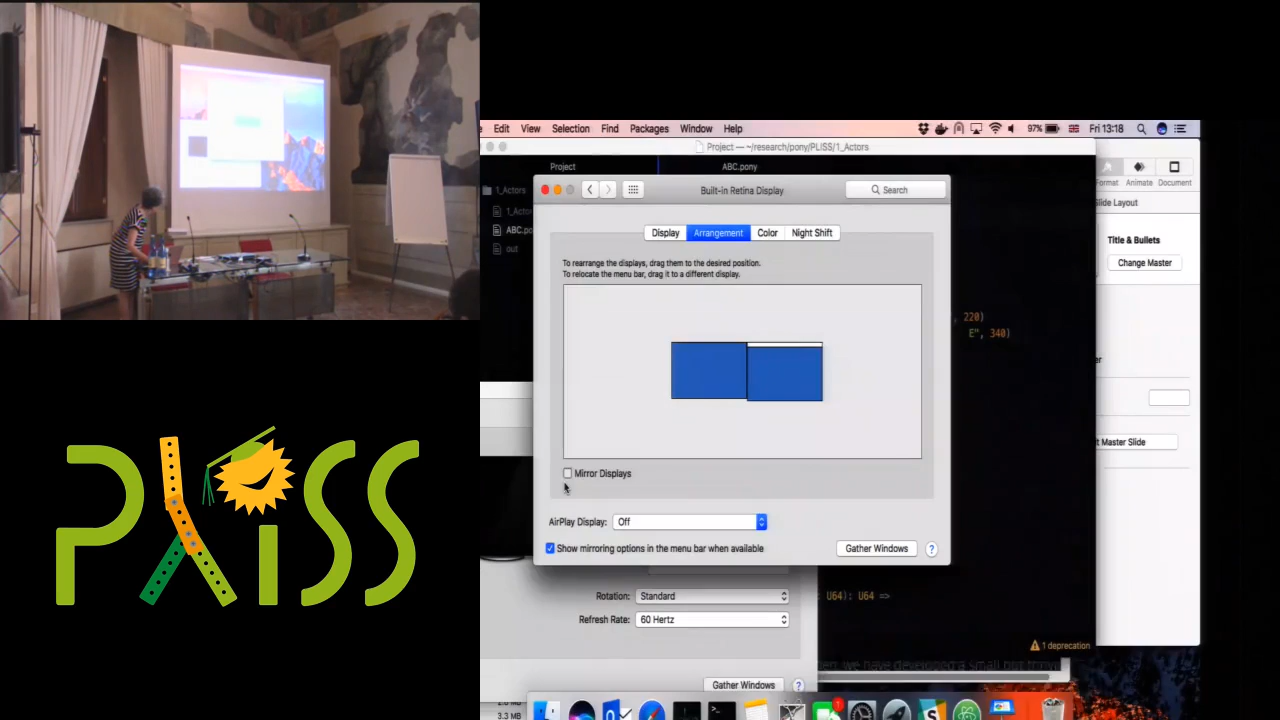 Edit View Selection Find Packages Window Help 97% Fri 13:18
Project — ~/research/pony/PLISS/1_Actors
Project ABC.pony
1_Actors
ABC.po
out
Built-in Retina Display Search
Display Arrangement Color Night Shift
To rearrange the displays, drag them to the desired position.
To relocate the menu bar, drag it to a different display.
Mirror Displays
AirPlay Display: Off
Show mirroring options in the menu bar when available Gather Windows ?
Format Animate Document
Slide Layout
Title & Bullets
Change Master
, 220)
E", 340)
t Master Slide
: U64): U64 =>
1 deprecation
Rotation: Standard
Refresh Rate: 60 Hertz
Gather Windows ?
3.3 MB
PLISS